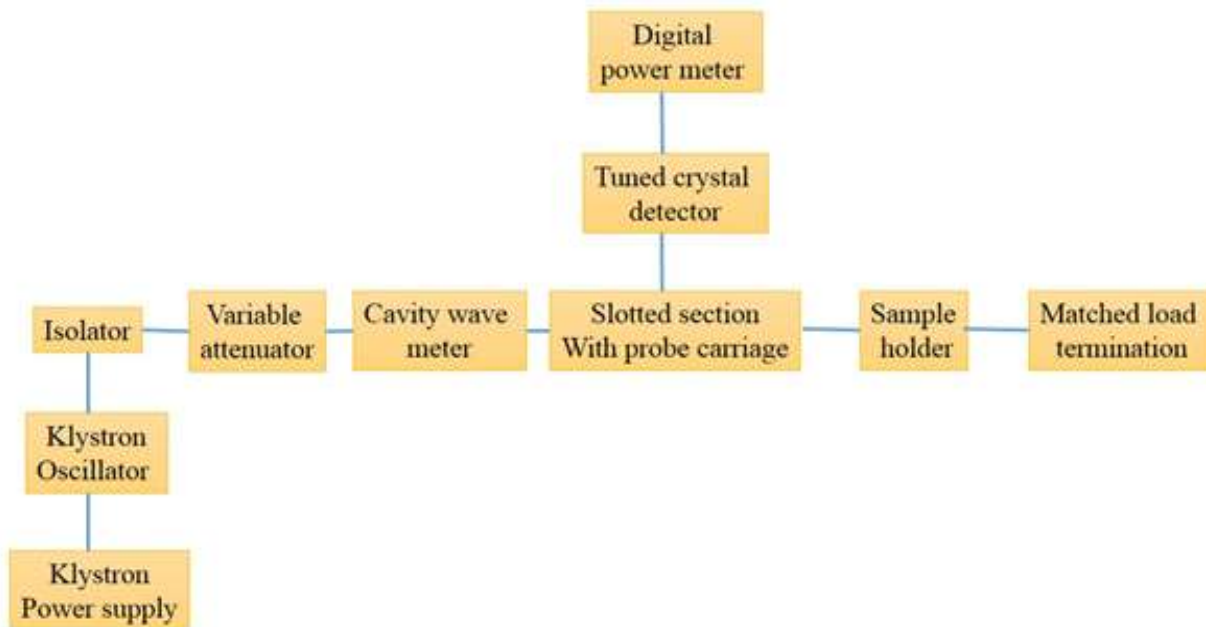 Digital
power meter
Tuned crystal
detector
Isolator
Variable
attenuator
Cavity wave
meter
Slotted section
With probe carriage
Sample
holder
Matched load
termination
Klystron
Oscillator
Klystron
Power supply